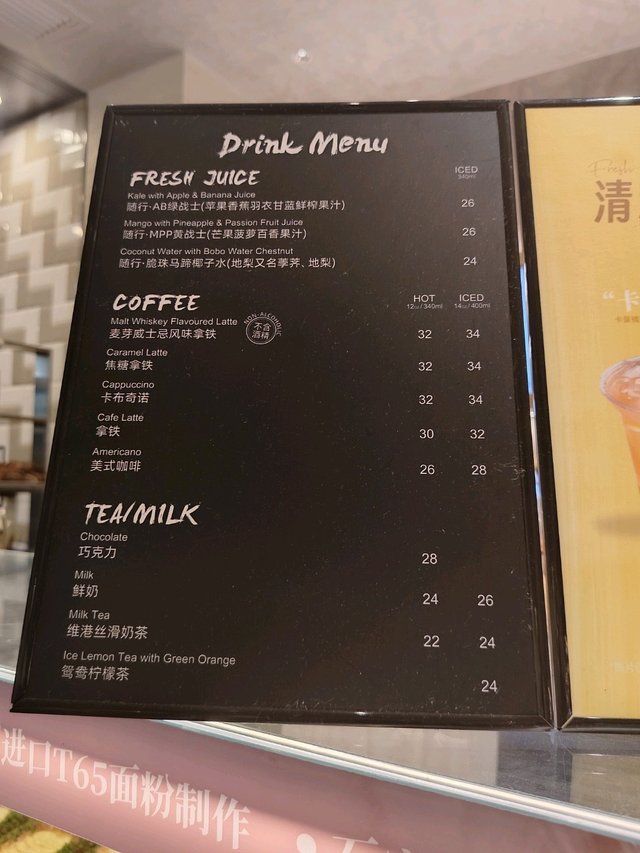 Drink Menu
FRESH JUICE
ICED
340ml
Kale with Apple & Banana Juice
随行·AB绿战士(苹果香蕉羽衣甘蓝鲜榨果汁)
26
Mango with Pineapple & Passion Fruit Juice
随行·MPP黄战士(芒果菠萝百香果汁)
26
Coconut Water with Bobo Water Chestnut
随行·脆珠马蹄椰子水(地梨又名荸荠、地梨)
24
COFFEE
HOT ICED
12oz/340ml 14oz/400ml
Malt Whiskey Flavoured Latte
NON-ALCOHOLIC
不含
酒精
麦芽威士忌风味拿铁
32 34
Caramel Latte
焦糖拿铁
32 34
Cappuccino
卡布奇诺
32 34
Cafe Latte
拿铁
30 32
Americano
美式咖啡
26 28
TEA/MILK
Chocolate
巧克力
28
Milk
鲜奶
24 26
Milk Tea
维港丝滑奶茶
22 24
Ice Lemon Tea with Green Orange
鸳鸯柠檬茶
24
Fresh
清
“卡
进口T65面粉制作